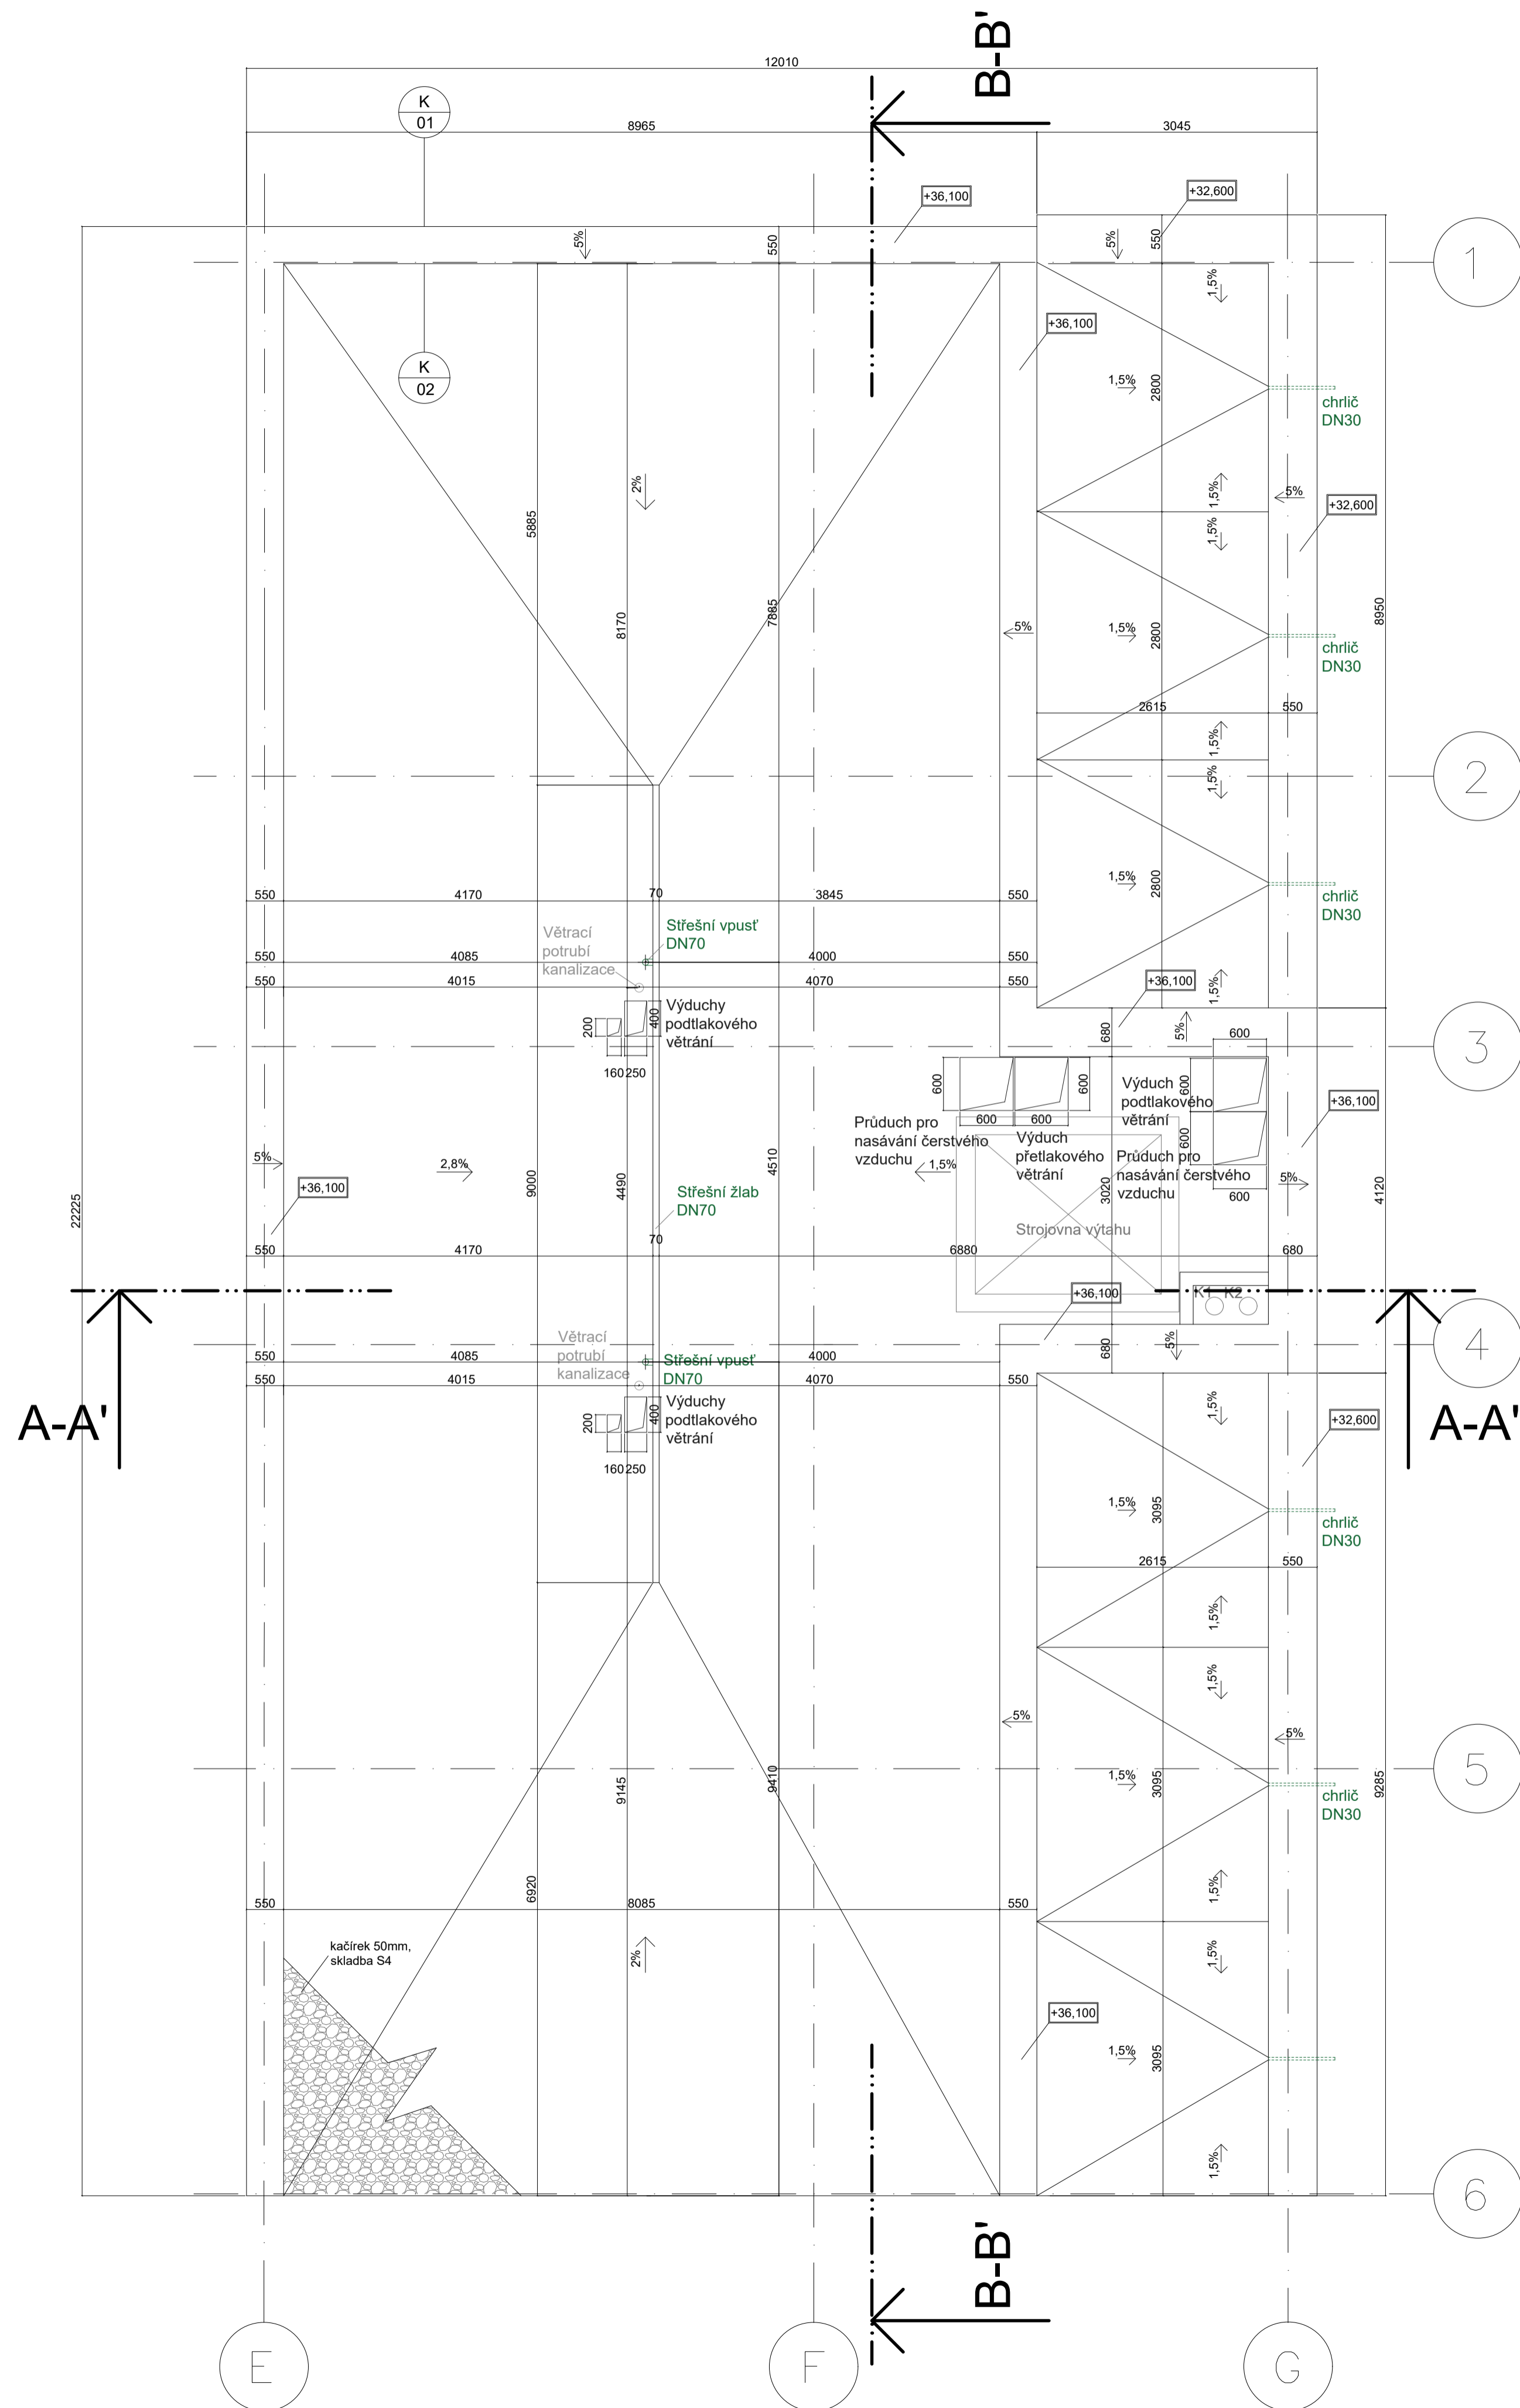 B-B'
12010
K
01
8965
3045
+36,100
+32,600
5%
550
5%
550
1
1,5%
+36,100
K
02
1,5%
2800
chrlič
DN30
2%
5885
1,5%
5%
+32,600
1,5%
8170
7885
5%
1,5%
2800
chrlič
DN30
8950
2615
550
1,5%
2
1,5%
550
4170
70
3845
550
1,5%
2800
chrlič
DN30
Větrací
potrubí
kanalizace
Střešní vpusť
DN70
550
4085
4000
550
550
4015
4070
550
+36,100
1,5%
200
400
Výduchy
podtlakového
větrání
160
250
680
5%
600
3
600
600
600
600
Průduch pro
nasávání čerstvého
vzduchu
Výduch
přetlakového
větrání
600
Výduch
podtlakového
větrání
600
Průduch pro
nasávání čerstvého
vzduchu
600
+36,100
5%
2,8%
1,5%
5%
22225
+36,100
9000
4490
4510
3020
4120
Střešní žlab
DN70
Strojovna výtahu
550
4170
70
6880
680
+36,100
K1
K2
Větrací
potrubí
kanalizace
550
4085
Střešní vpusť
DN70
4000
680
5%
4
550
4015
4070
550
A-A'
200
400
Výduchy
podtlakového
větrání
160
250
1,5%
+32,600
A-A'
1,5%
3095
chrlič
DN30
2615
550
1,5%
1,5%
5%
5%
5
9145
9410
1,5%
3095
chrlič
DN30
9285
6920
550
8085
550
1,5%
kačírek 50mm,
skladba S4
2%
1,5%
+36,100
1,5%
3095
1,5%
6
B-B'
E
F
G